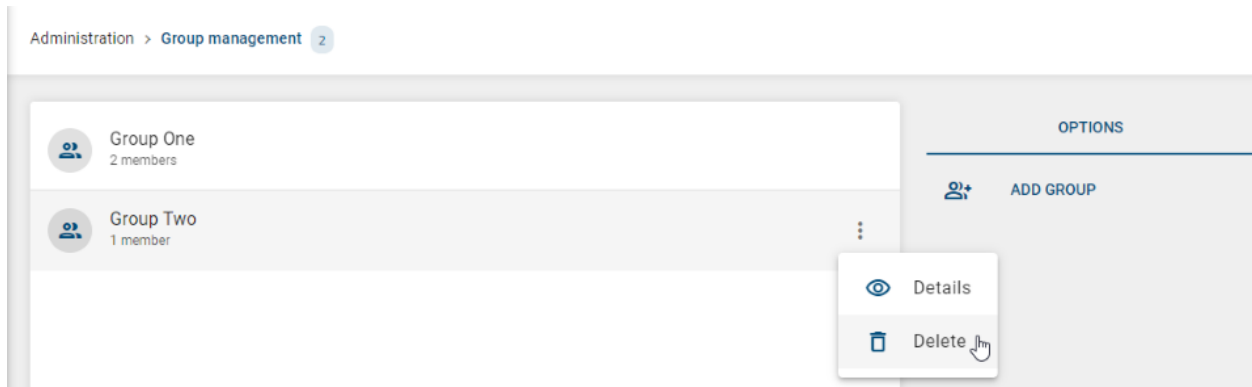 Administration > Group management 2
Group One
2 members
OPTIONS
ADD GROUP
Group Two
1 member
Details
Delete